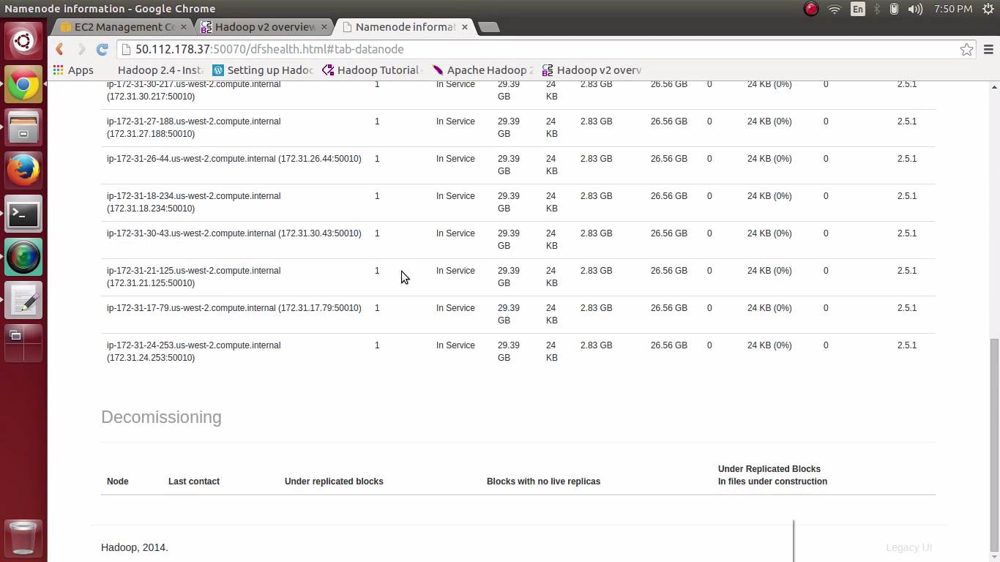 Namenode information - Google Chrome
En
7:50 PM
EC2 Management Co
Hadoop v2 overview
Namenode informat
50.112.178.37:50070/dfshealth.html#tab-datanode
Apps
Hadoop 2.4 - Insta
Setting up Hadoo
Hadoop Tutorial -
Apache Hadoop 2
Hadoop v2 overv
ip-172-31-30-217.us-west-2.compute.internal 1 In Service 29.39 24 2.83 GB 26.56 GB 0 24 KB (0%) 0 2.5.1
(172.31.30.217:50010) GB KB
ip-172-31-27-188.us-west-2.compute.internal 1 In Service 29.39 24 2.83 GB 26.56 GB 0 24 KB (0%) 0 2.5.1
(172.31.27.188:50010) GB KB
ip-172-31-26-44.us-west-2.compute.internal (172.31.26.44:50010) 1 In Service 29.39 24 2.83 GB 26.56 GB 0 24 KB (0%) 0 2.5.1
GB KB
ip-172-31-18-234.us-west-2.compute.internal 1 In Service 29.39 24 2.83 GB 26.56 GB 0 24 KB (0%) 0 2.5.1
(172.31.18.234:50010) GB KB
ip-172-31-30-43.us-west-2.compute.internal (172.31.30.43:50010) 1 In Service 29.39 24 2.83 GB 26.56 GB 0 24 KB (0%) 0 2.5.1
GB KB
ip-172-31-21-125.us-west-2.compute.internal 1 In Service 29.39 24 2.83 GB 26.56 GB 0 24 KB (0%) 0 2.5.1
(172.31.21.125:50010) GB KB
ip-172-31-17-79.us-west-2.compute.internal (172.31.17.79:50010) 1 In Service 29.39 24 2.83 GB 26.56 GB 0 24 KB (0%) 0 2.5.1
GB KB
ip-172-31-24-253.us-west-2.compute.internal 1 In Service 29.39 24 2.83 GB 26.56 GB 0 24 KB (0%) 0 2.5.1
(172.31.24.253:50010) GB KB
Decomissioning
Under Replicated Blocks
Node Last contact Under replicated blocks Blocks with no live replicas In files under construction
Hadoop, 2014.
Legacy UI